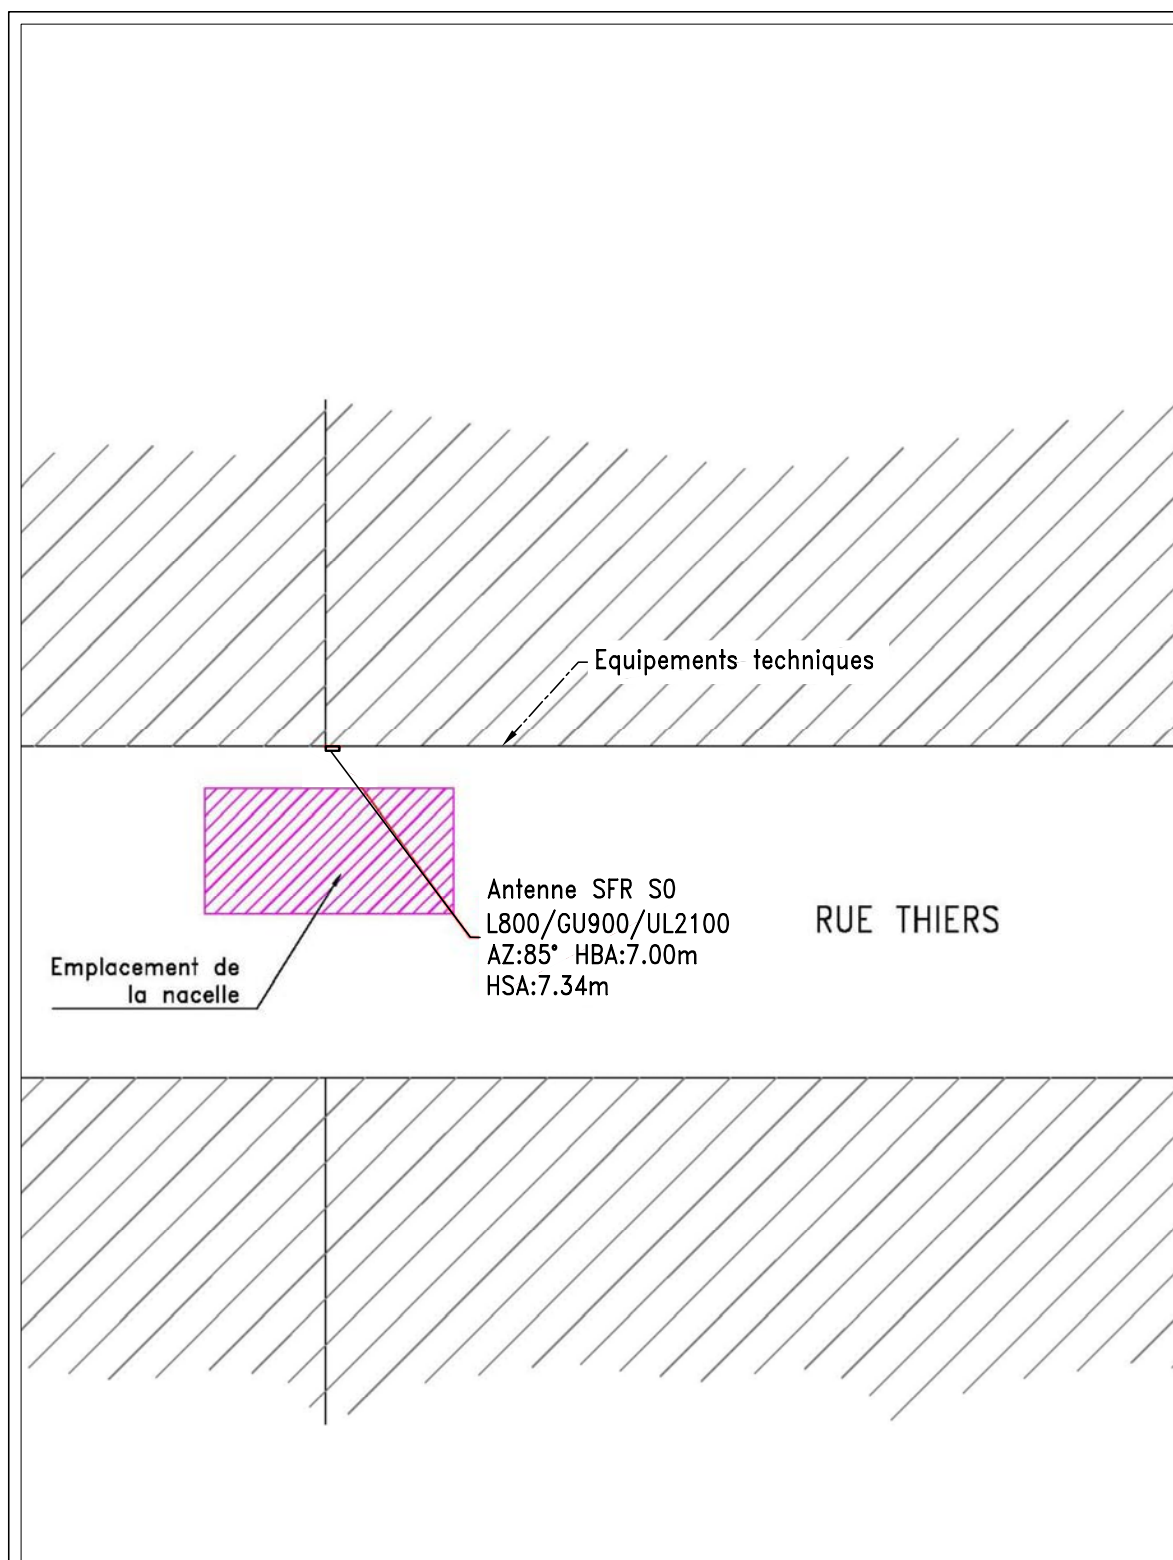 Equipements techniques
Antenne SFR S0
L800/GU900/UL2100
AZ:85° HBA:7.00m
HSA:7.34m
RUE THIERS
Emplacement de
la nacelle